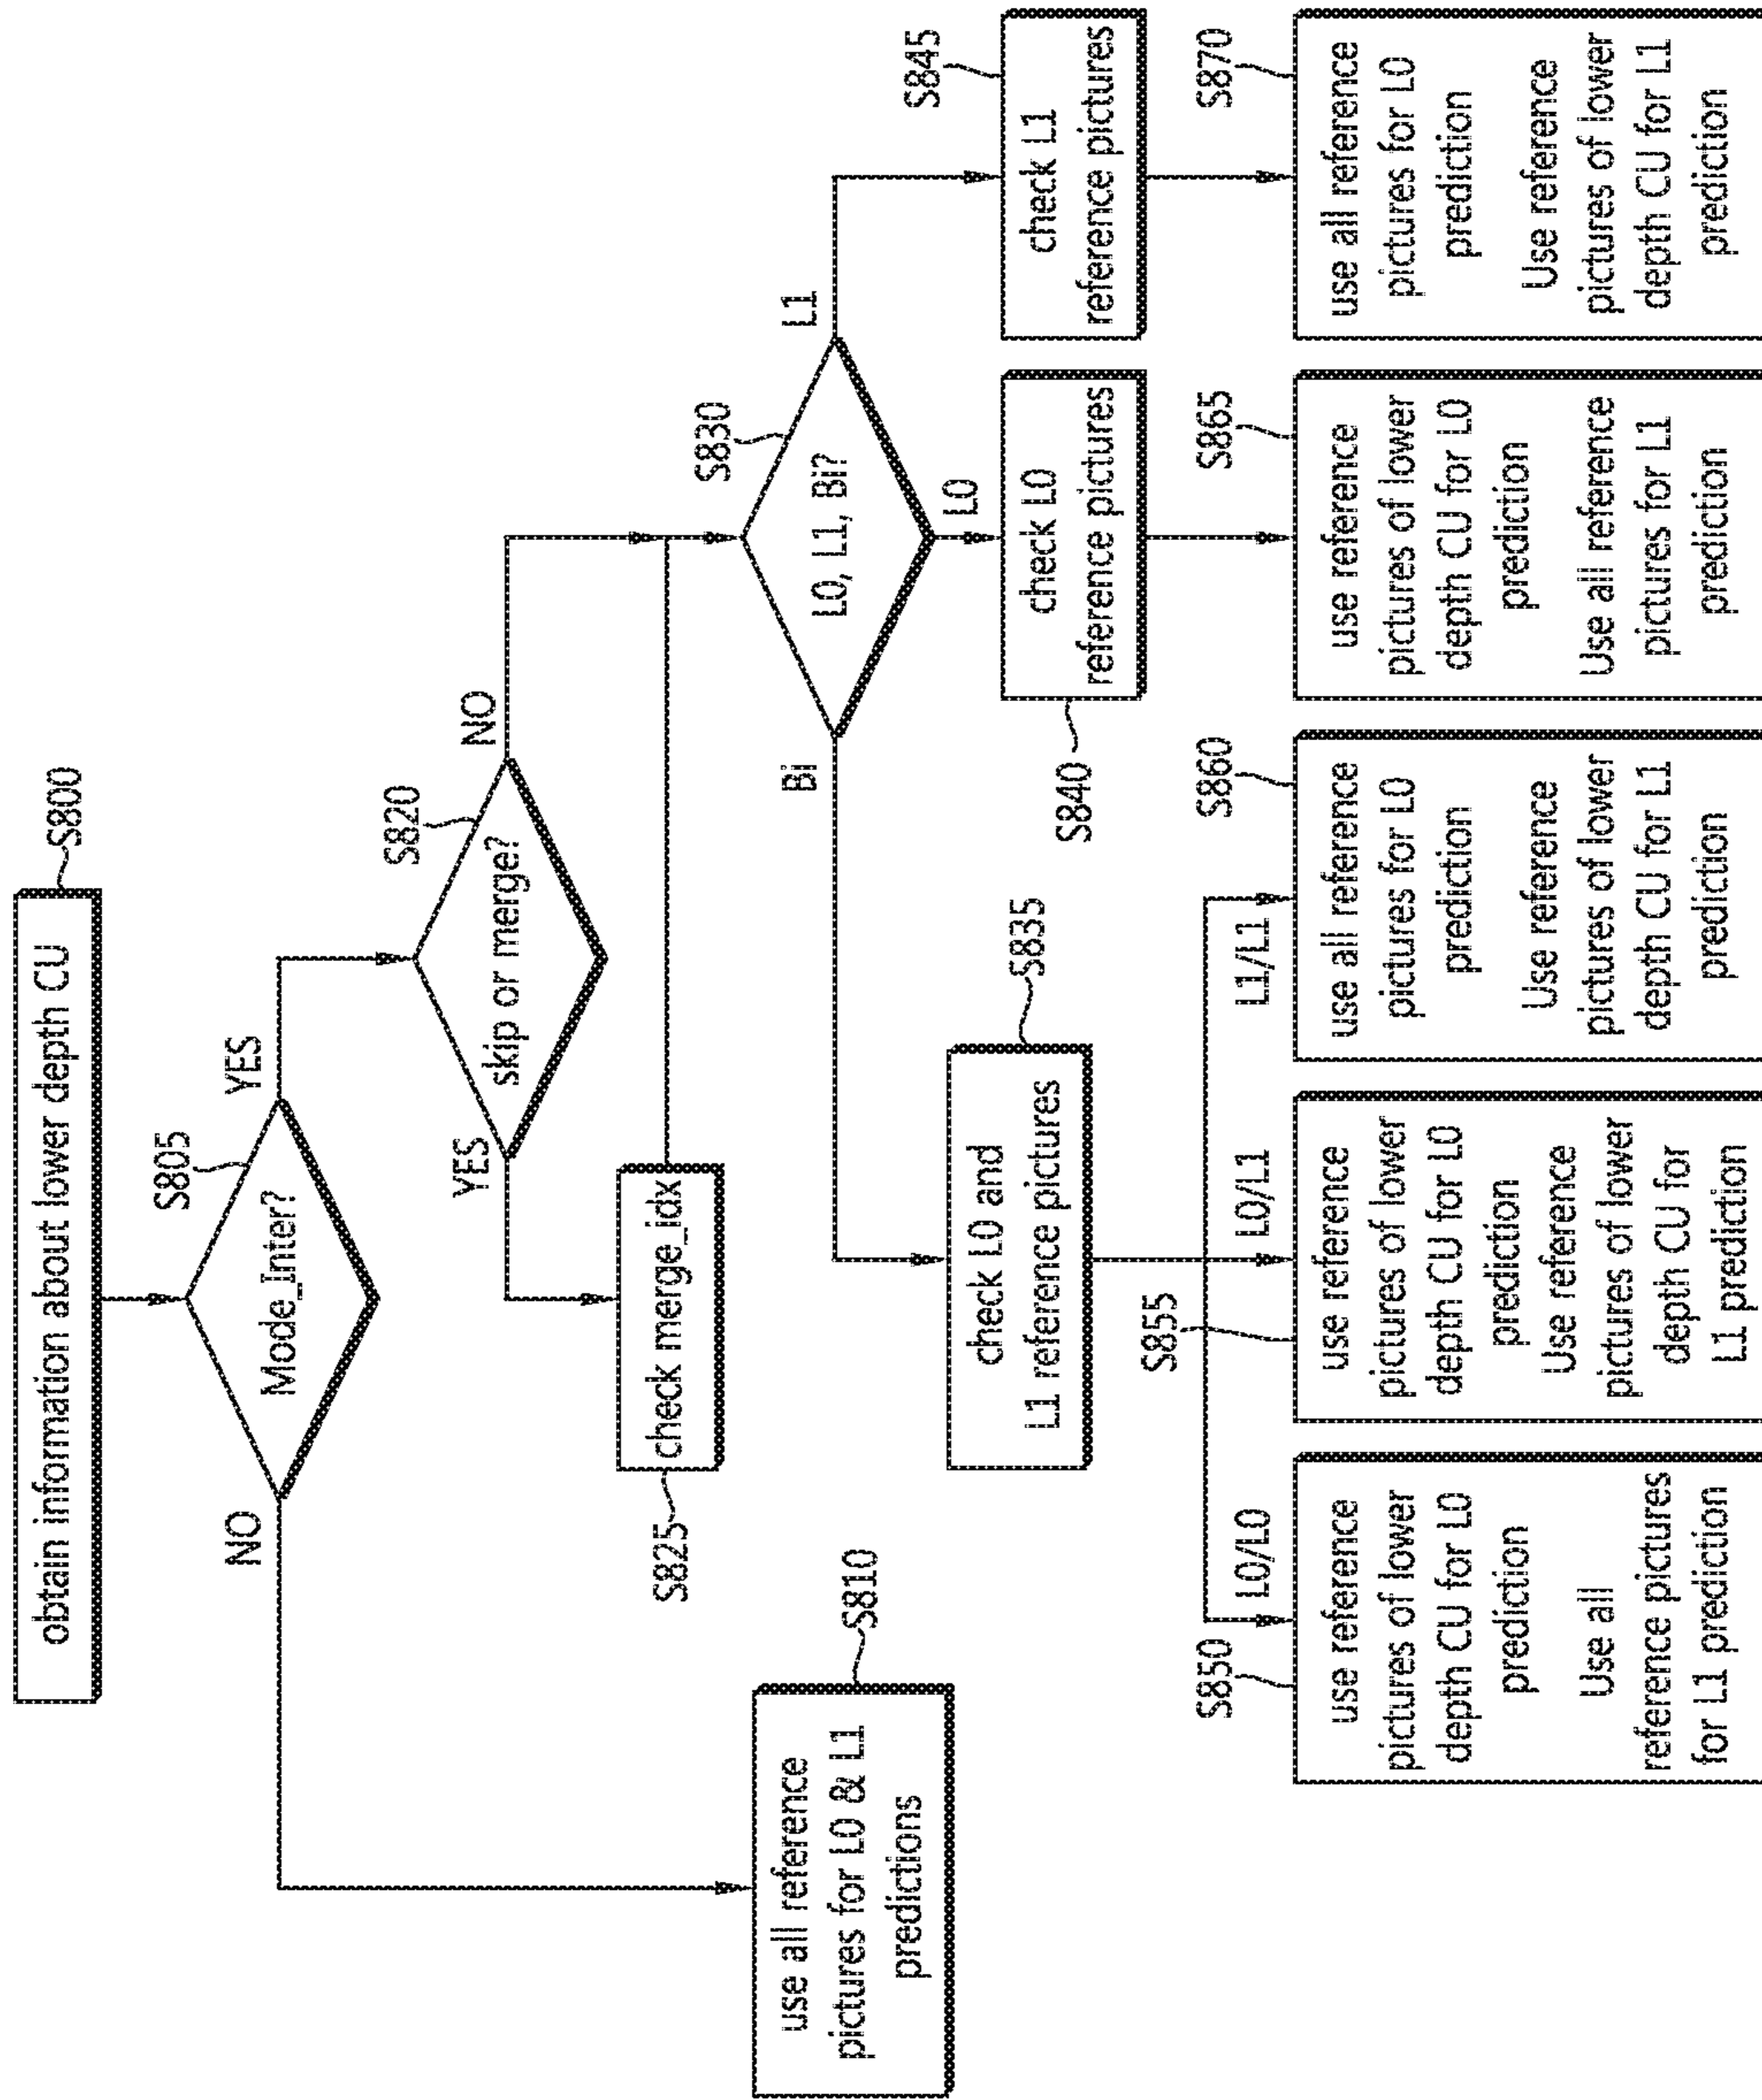 obtain information about lower depth CU
S800
Mode_Inter?
S805
NO
YES
use all reference
pictures for L0 & L1
predictions
S810
skip or merge?
S820
YES
NO
S825
check merge_idx
L0, L1, Bi?
S830
Bi
L0
L1
check L0 and
L1 reference pictures
S835
S840
check L0
reference pictures
S845
check L1
reference pictures
S850
L0/L0
use reference
pictures of lower
depth CU for L0
prediction
Use all
reference pictures
for L1 prediction
S855
L0/L1
use reference
pictures of lower
depth CU for L0
prediction
Use reference
pictures of lower
depth CU for
L1 prediction
L1/L1
S860
use all reference
pictures for L0
prediction
Use reference
pictures of lower
depth CU for L1
prediction
S865
use reference
pictures of lower
depth CU for L0
prediction
Use all reference
pictures for L1
prediction
S870
use all reference
pictures for L0
prediction
Use reference
pictures of lower
depth CU for L1
prediction